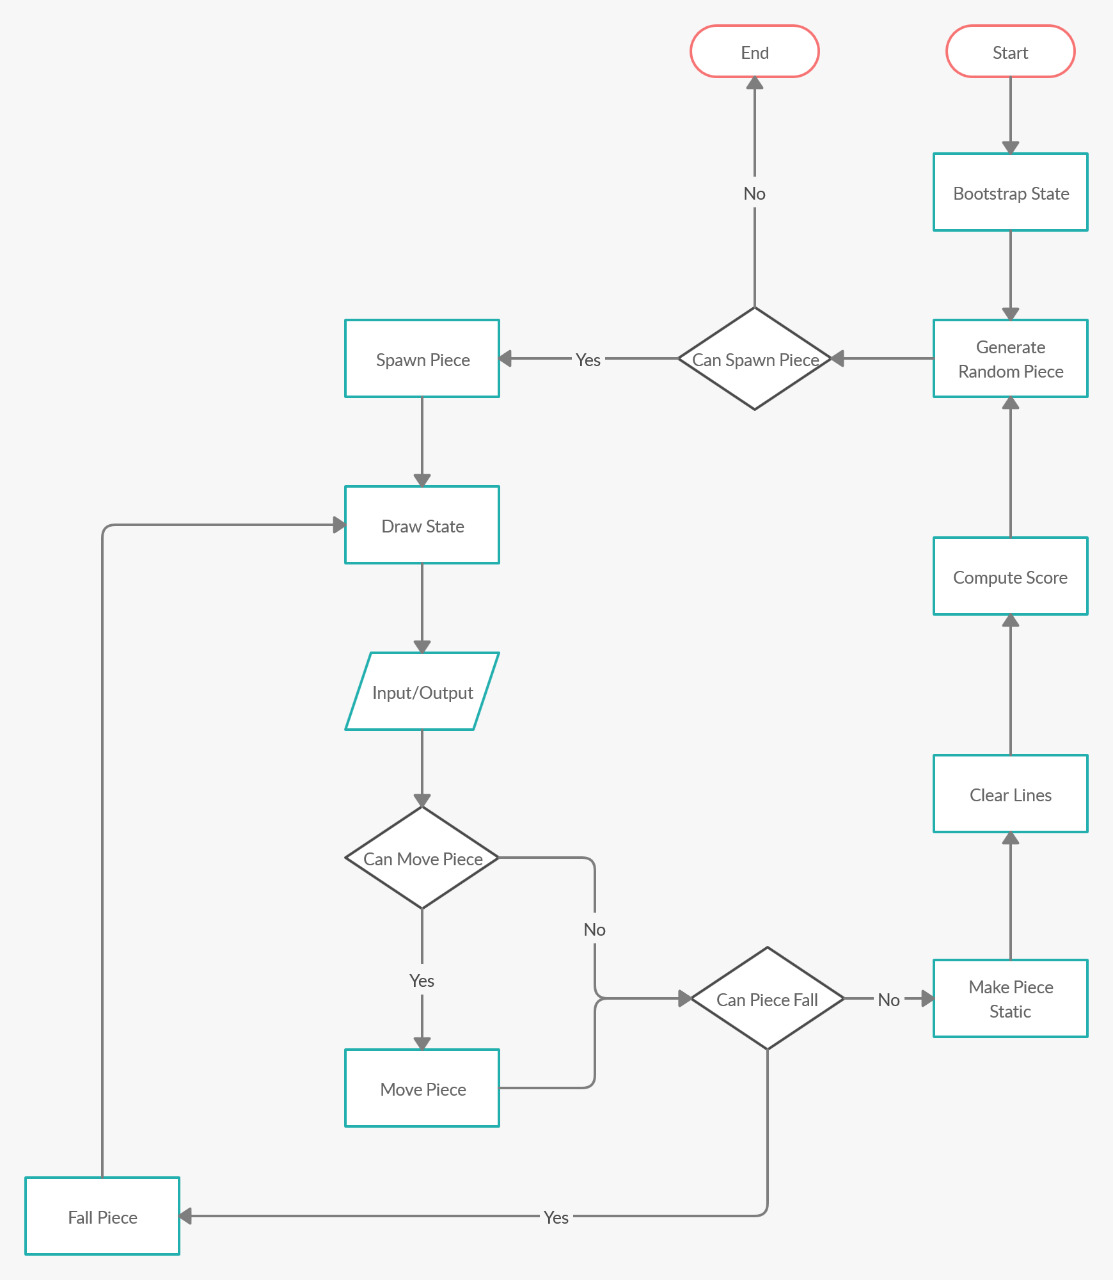 End
Start
No
Bootstrap State
Spawn Piece
Yes
Can Spawn Piece
Generate
Random Piece
Draw State
Compute Score
Input/Output
Clear Lines
Can Move Piece
No
Yes
Can Piece Fall
No
Make Piece
Static
Move Piece
Fall Piece
Yes